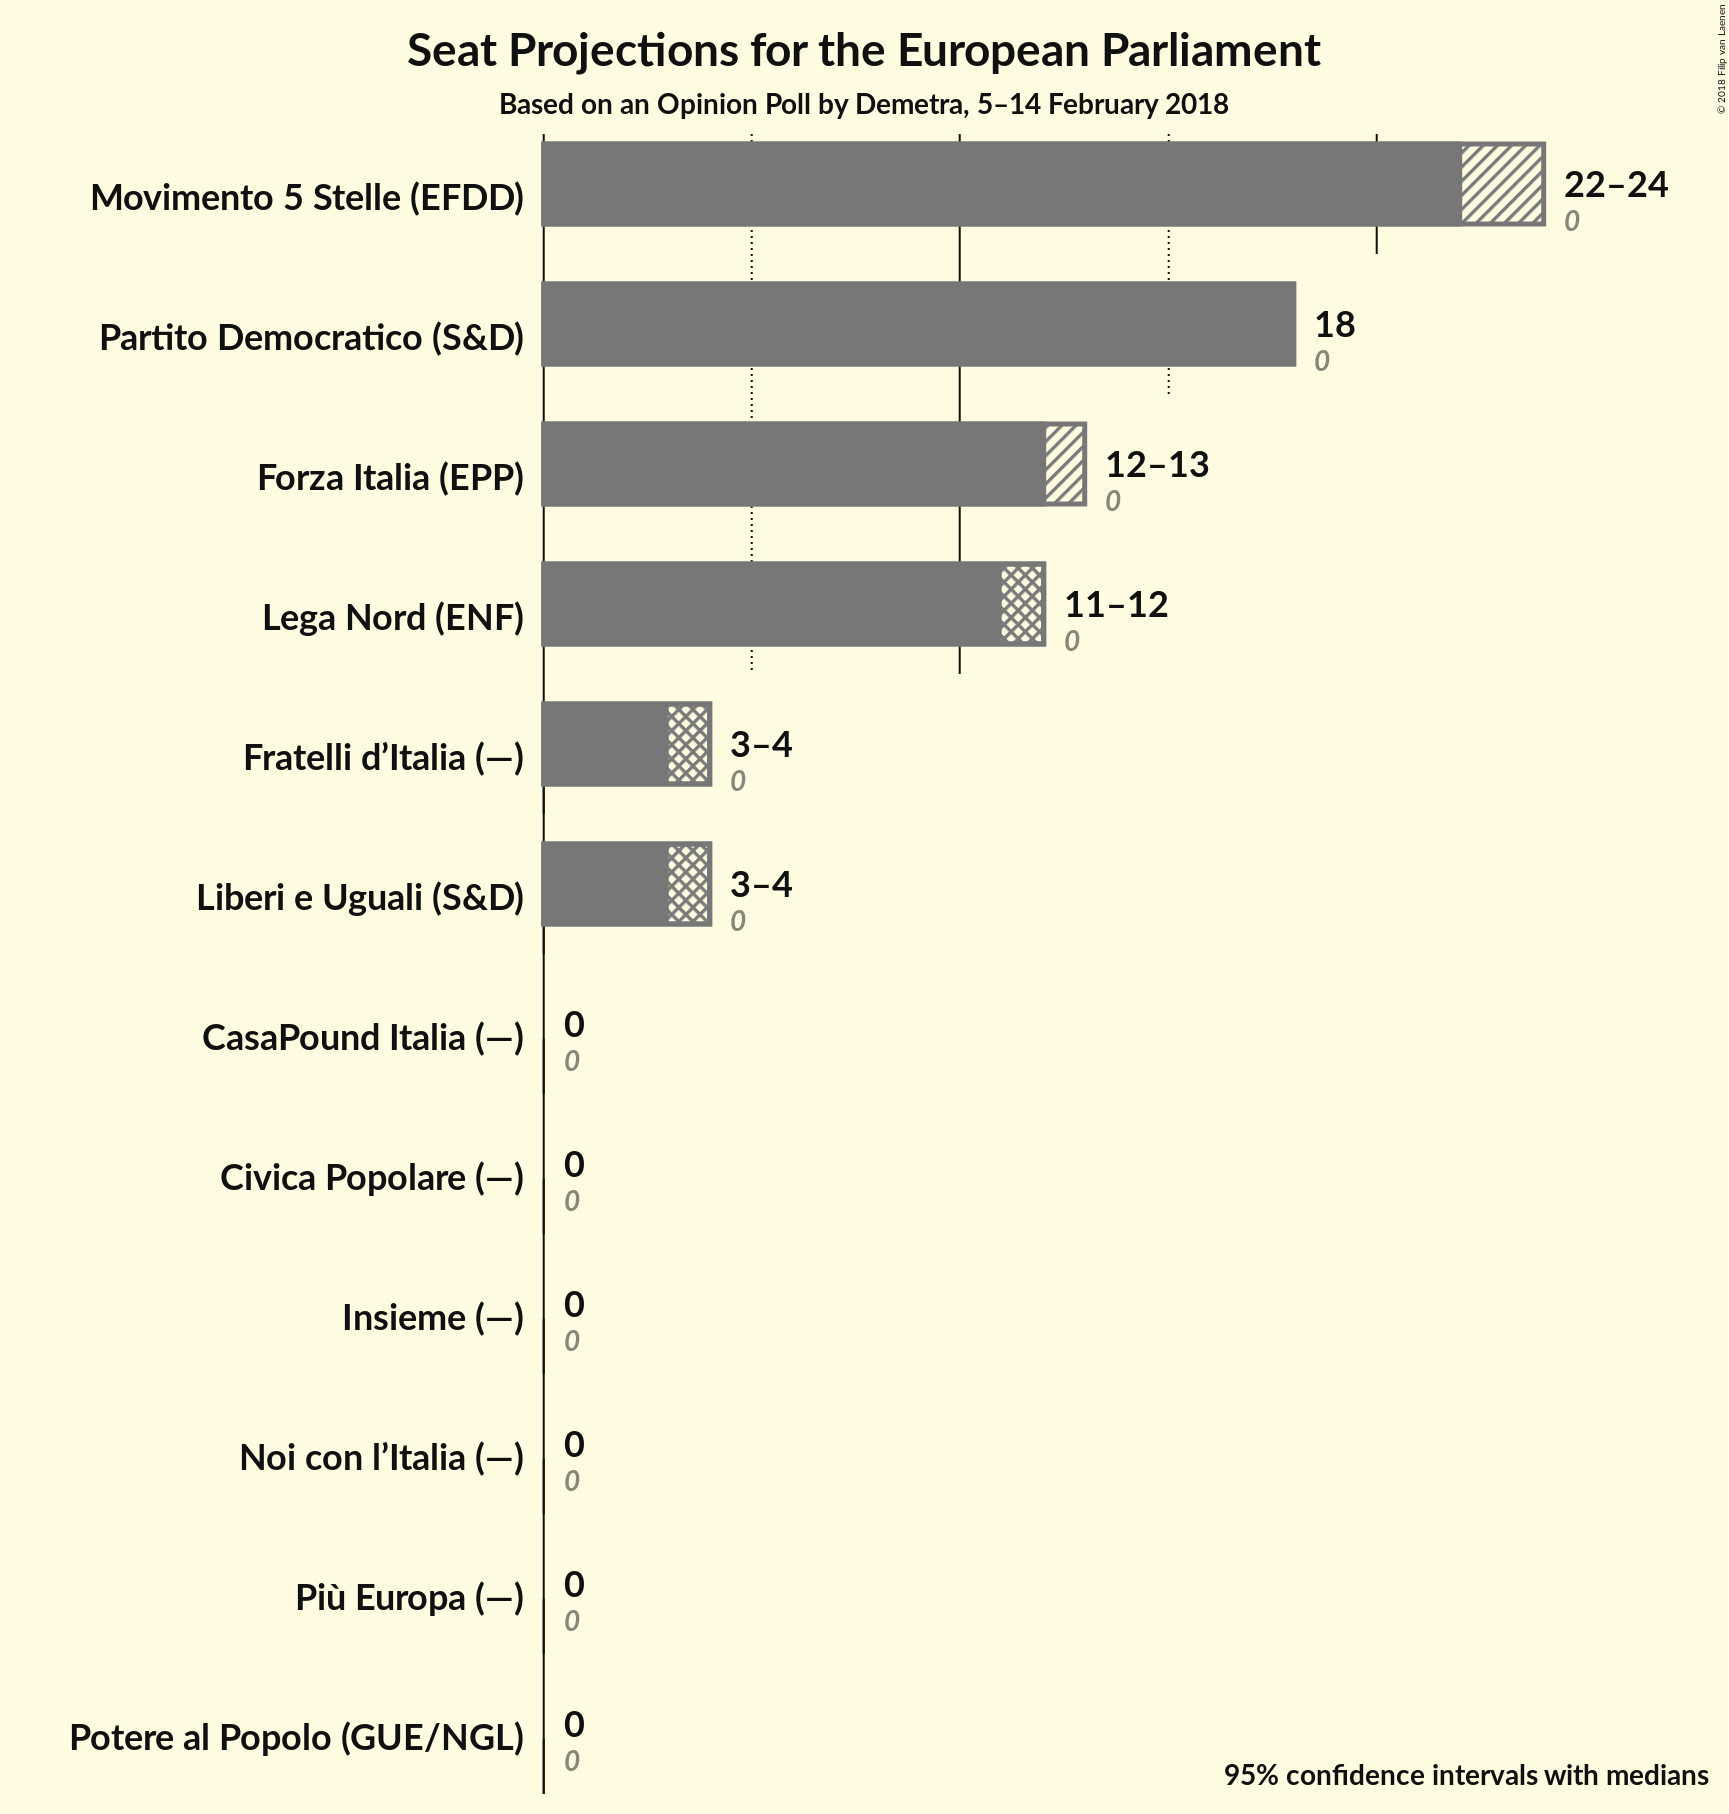 Seat Projections for the European Parliament
Based on an Opinion Poll by Demetra, 5–14 February 2018
© 2018 Filip van Laenen
Movimento 5 Stelle (EFDD)
22–24
0
Partito Democratico (S&D)
18
0
Forza Italia (EPP)
12–13
0
Lega Nord (ENF)
11–12
0
Fratelli d’Italia (—)
3–4
0
Liberi e Uguali (S&D)
3–4
0
CasaPound Italia (—)
0
0
Civica Popolare (—)
0
0
Insieme (—)
0
0
Noi con l’Italia (—)
0
0
Più Europa (—)
0
0
Potere al Popolo (GUE/NGL)
0
0
95% confidence intervals with medians